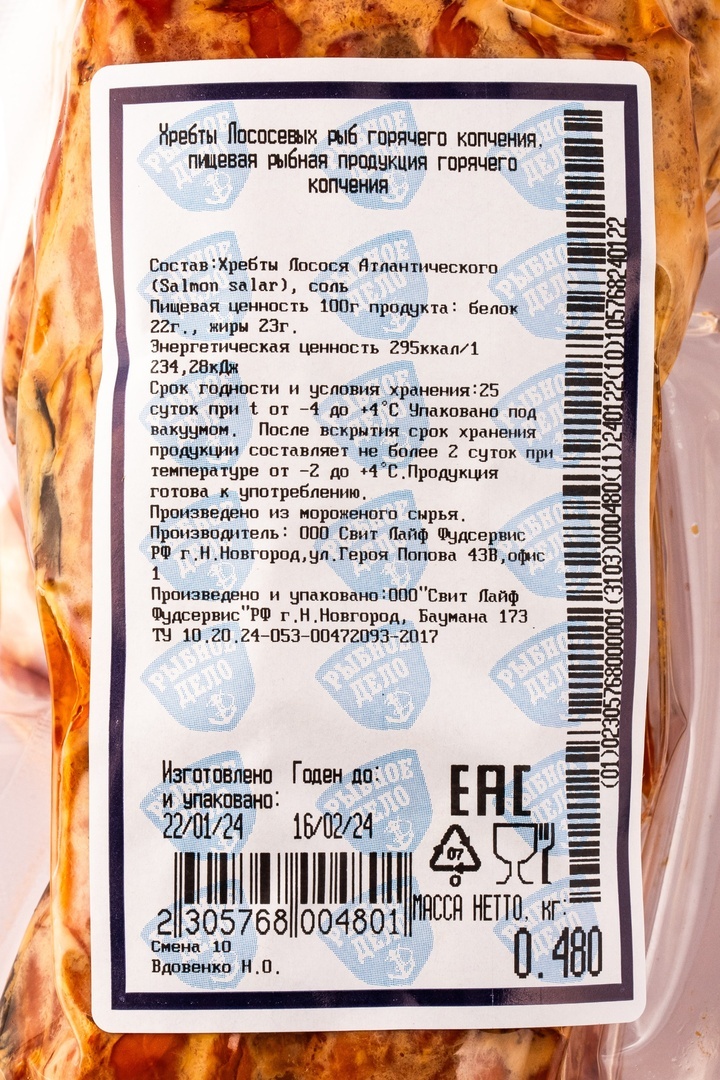 Хребты Лососевых рыб горячего копчения.
пищевая рыбная продукция горячего
копчения
Состав:Хребты Лосося Атлантического
(Salmon salar), соль
Пищевая ценность 100г продукта: белок
22г., жиры 23г.
Энергетическая ценность 295ккал/1
234,28кДж
Срок годности и условия хранения:25
суток при t от -4 до +4°C Упаковано под
вакуумом. После вскрытия срок хранения
продукции составляет не более 2 суток при
температуре от -2 до +4°C.Продукция
готова к употреблению.
Произведено из мороженого сырья.
Производитель: ООО Свит Лайф Фудсервис
РФ г.Н.Новгород,ул.Героя Попова 43В,офис
1
Произведено и упаковано:ООО"Свит Лайф
Фудсервис"РФ г.Н.Новгород, Баумана 173
ТУ 10.20.24-053-00472093-2017
Изготовлено Годен до:
и упаковано:
22/01/24 16/02/24
EAC
07
2 305768 004801
МАССА НЕТТО, кг:
0.480
Смена 10
Вдовенко Н.О.
(01)02305768000001(3103)000480(11)240122(10)105768240122
РЫБНОЕ
ДЕЛО